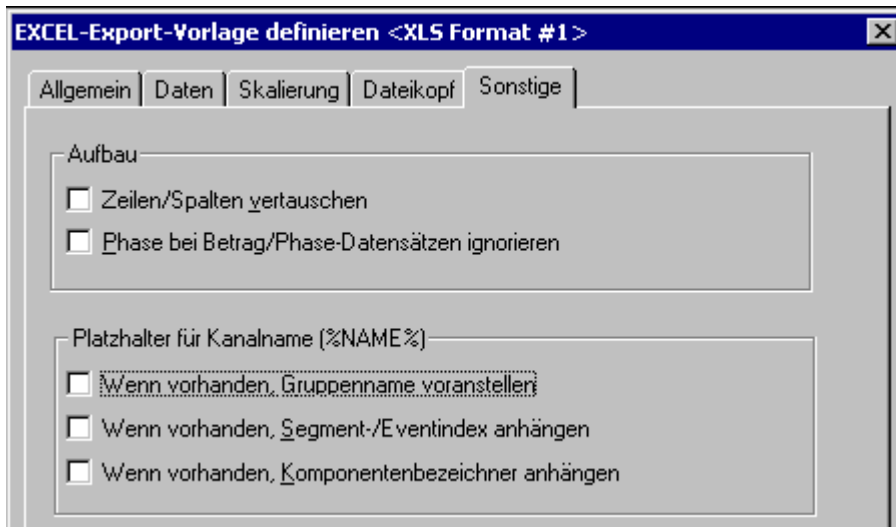 EXCEL-Export-Vorlage definieren <XLS Format #1>
Allgemein Daten Skalierung Dateikopf Sonstige
Aufbau
Zeilen/Spalten vertauschen
Phase bei Betrag/Phase-Datensätzen ignorieren
Platzhalter für Kanalname (%NAME%)
Wenn vorhanden, Gruppenname voranstellen
Wenn vorhanden, Segment-/Eventindex anhängen
Wenn vorhanden, Komponentenbezeichner anhängen